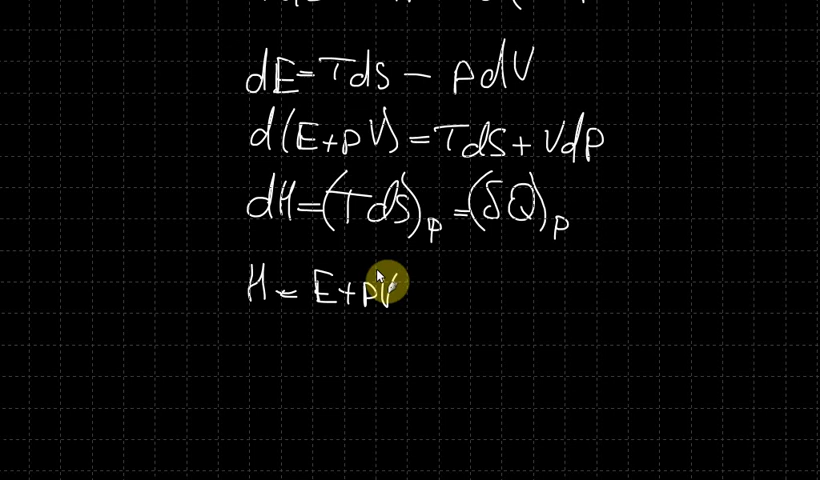 dE = TdS − pdV
d(E+pV) = TdS + Vdp
dH = (TdS)p = (δQ)p
H = E+pV